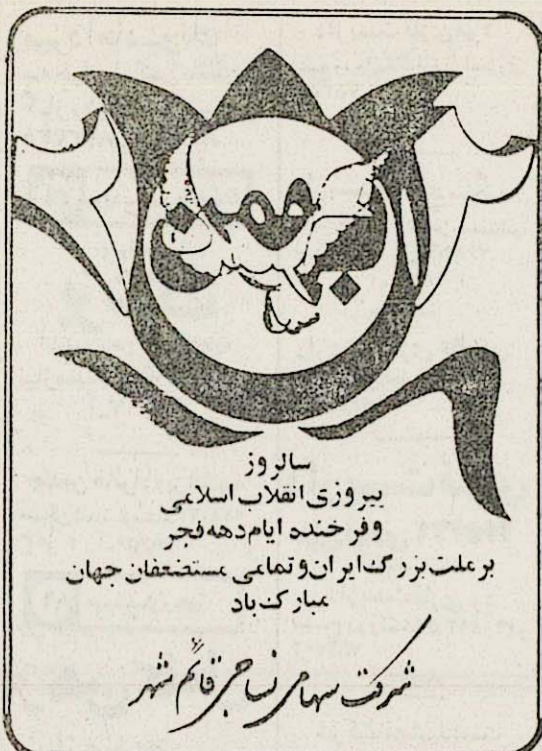 بهمن
سالروز
پیروزی انقلاب اسلامی
وفرخنده ایام دهه فجر
بر ملت بزرگ ایران و تمامی مستضعفان جهان
مبارک باد
شرکت سهامی نساجی قائم شهر